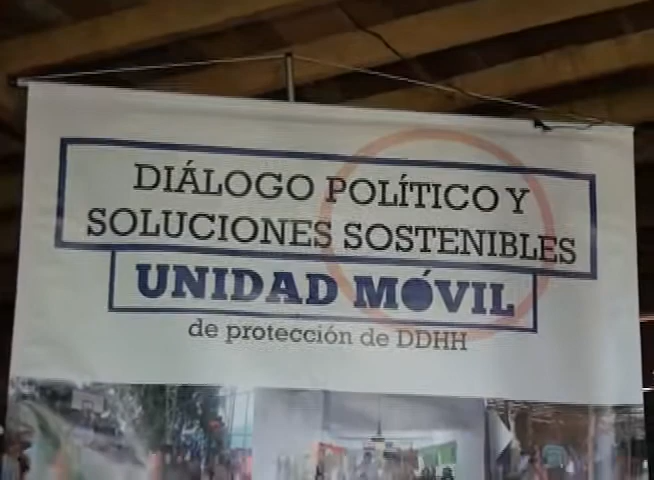 DIÁLOGO POLÍTICO Y
SOLUCIONES SOSTENIBLES
UNIDAD MÓVIL
de protección de DDHH